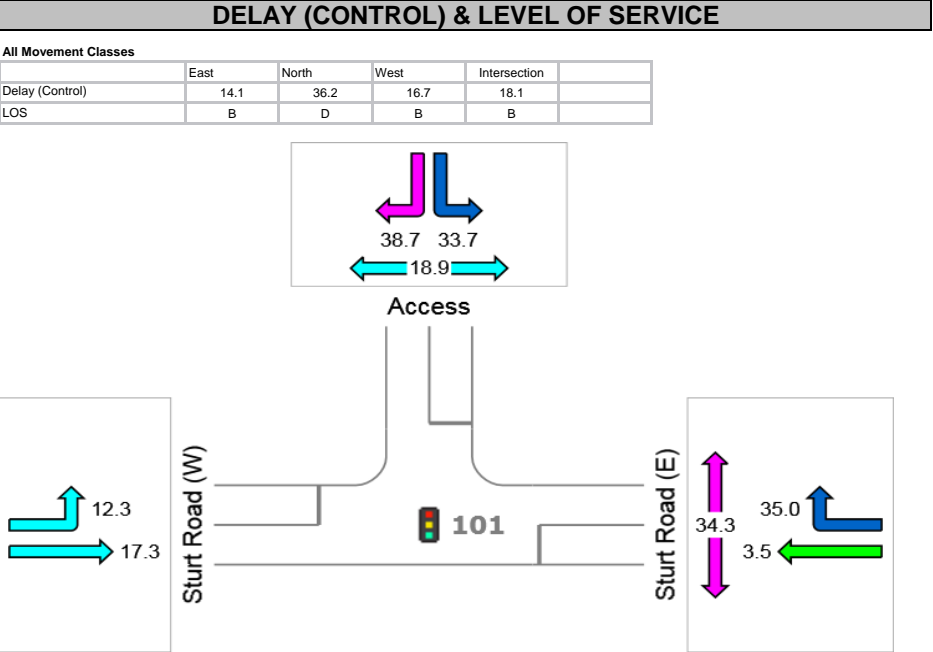 DELAY (CONTROL) & LEVEL OF SERVICE
All Movement Classes
East North West Intersection
Delay (Control) 14.1 36.2 16.7 18.1
LOS B D B B
38.7 33.7
18.9
Access
Sturt Road (W)
12.3
17.3
101
Sturt Road (E)
34.3
35.0
3.5